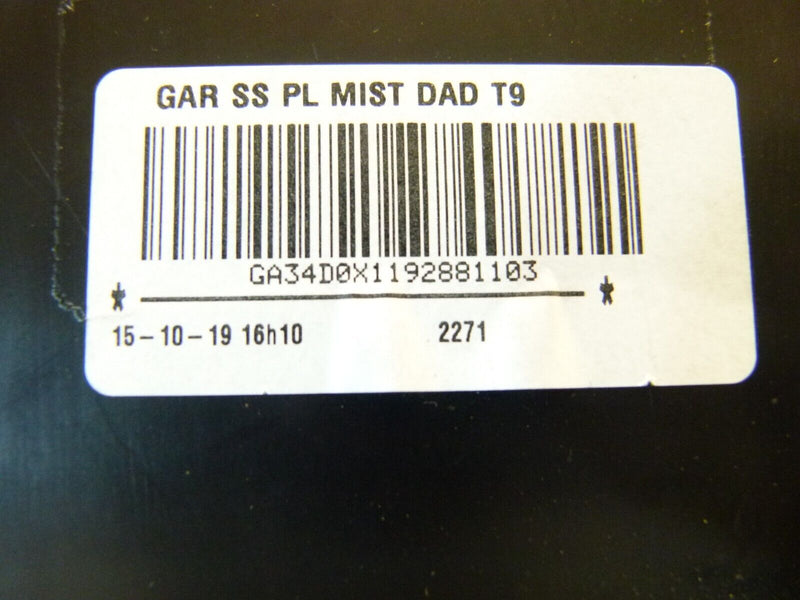 GAR SS PL MIST DAD T9
GA34D0X1192881103
15-10-19 16h10 2271